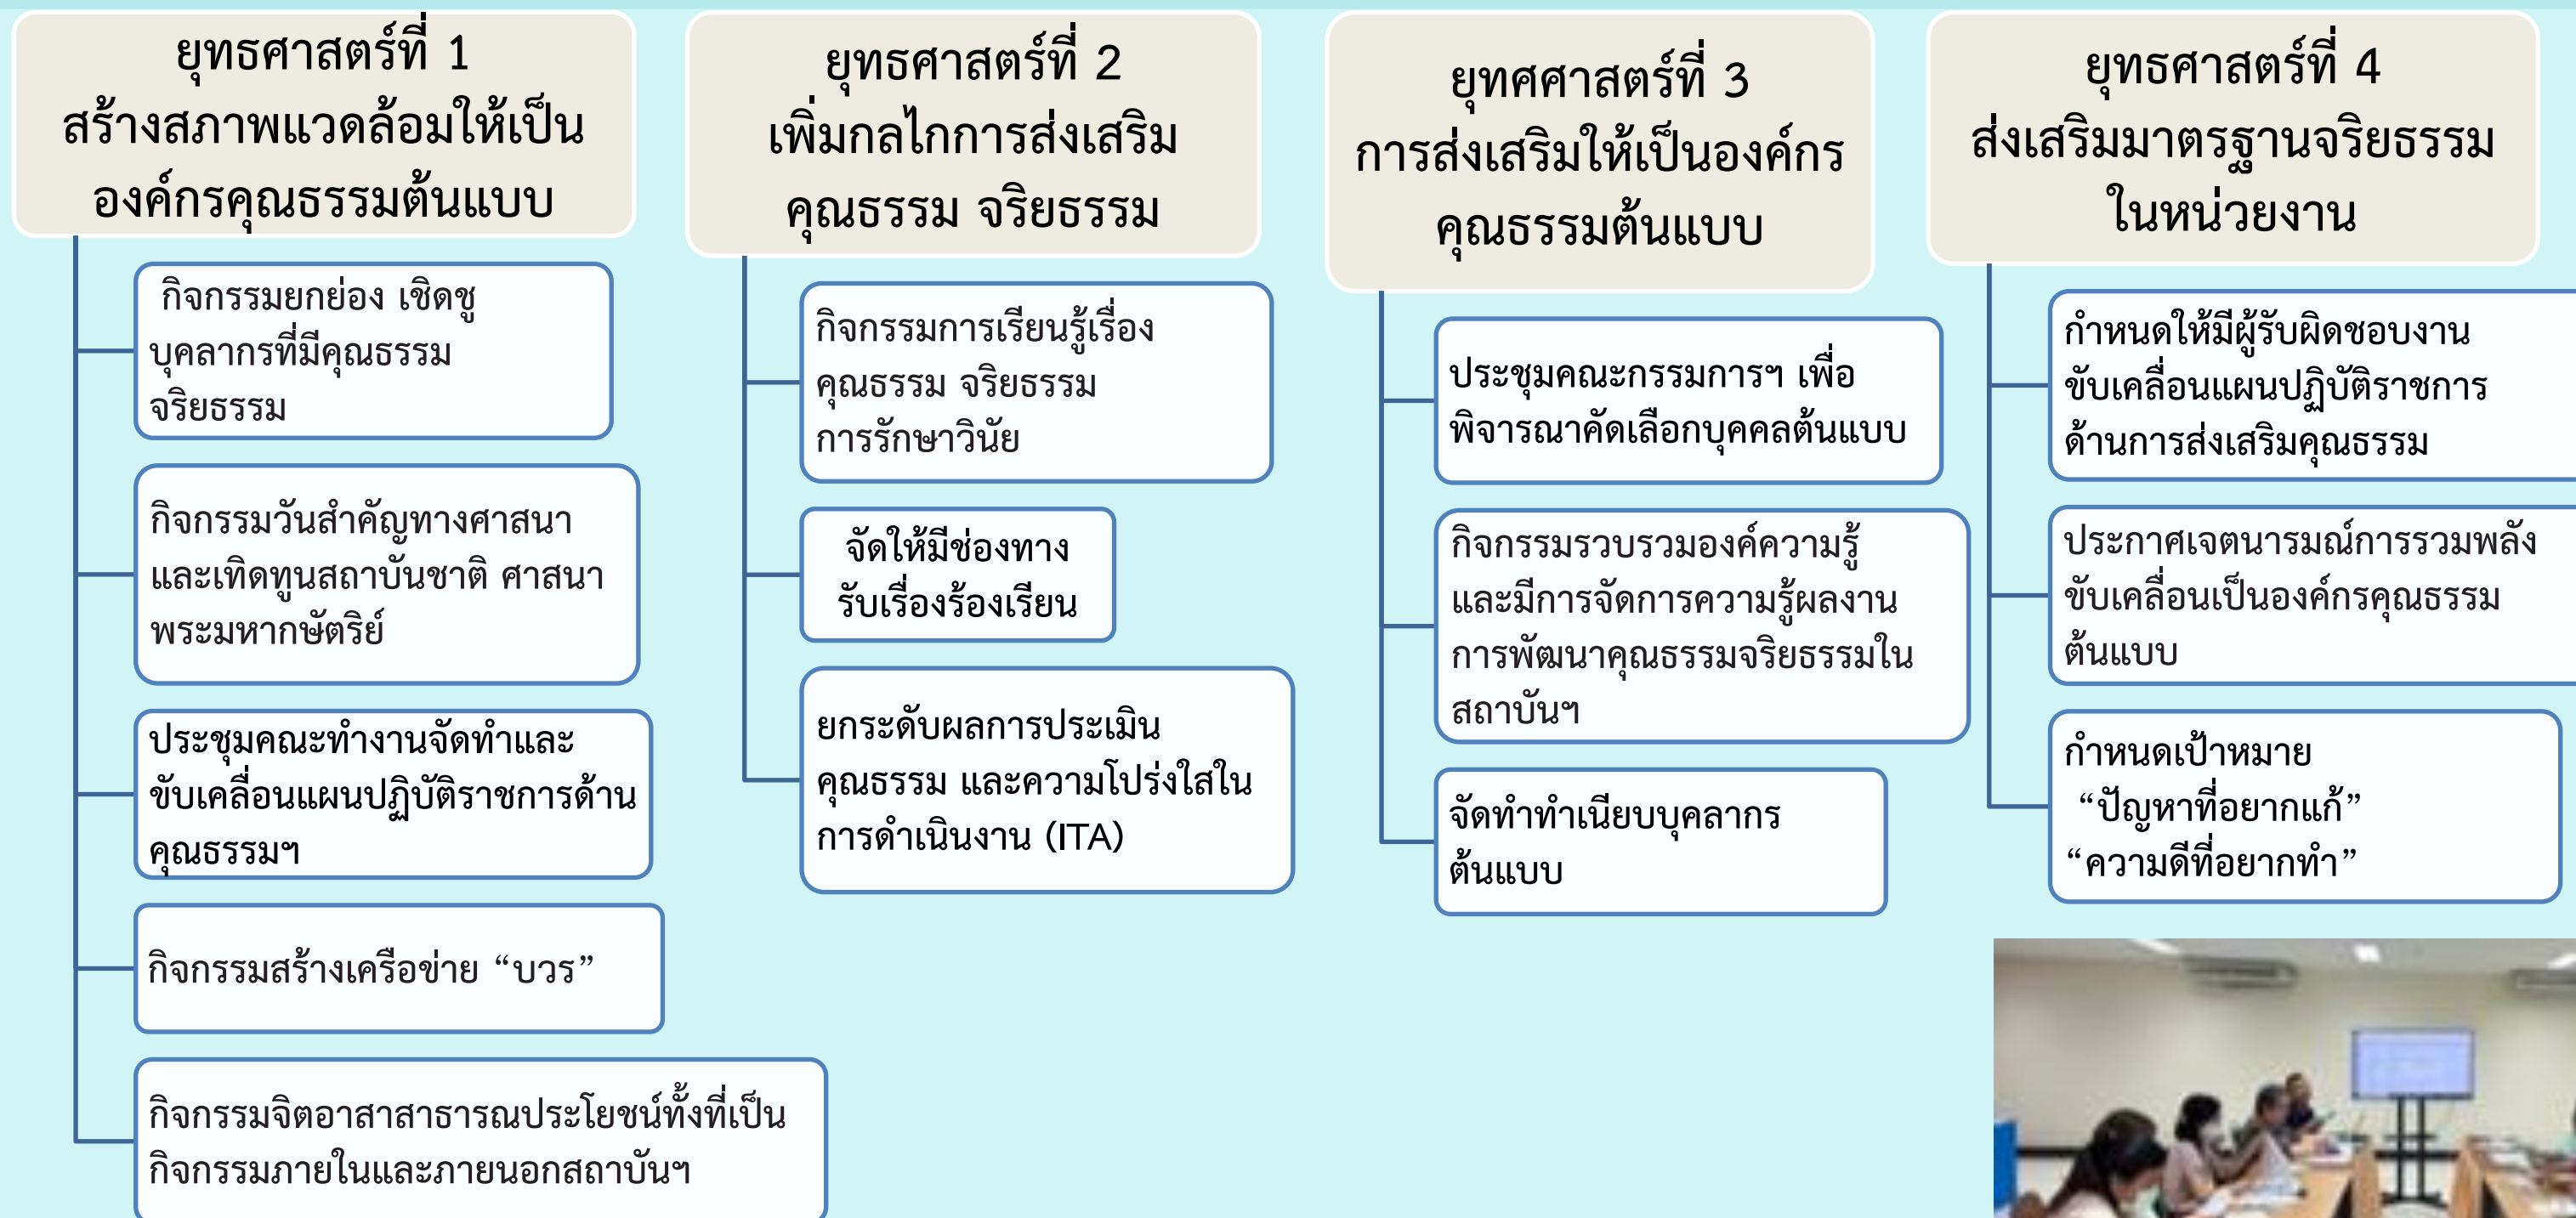 ยุทธศาสตร์ที่ 1
สร้างสภาพแวดล้อมให้เป็น
องค์กรคุณธรรมต้นแบบ
กิจกรรมยกย่อง เชิดชู
บุคลากรที่มีคุณธรรม
จริยธรรม
กิจกรรมวันสำคัญทางศาสนา
และเทิดทูนสถาบันชาติ ศาสนา
พระมหากษัตริย์
ประชุมคณะทำงานจัดทำและ
ขับเคลื่อนแผนปฏิบัติราชการด้าน
คุณธรรมฯ
กิจกรรมสร้างเครือข่าย “บวร”
กิจกรรมจิตอาสาสาธารณประโยชน์ทั้งที่เป็น
กิจกรรมภายในและภายนอกสถาบันฯ
ยุทธศาสตร์ที่ 2
เพิ่มกลไกการส่งเสริม
คุณธรรม จริยธรรม
กิจกรรมการเรียนรู้เรื่อง
คุณธรรม จริยธรรม
การรักษาวินัย
จัดให้มีช่องทาง
รับเรื่องร้องเรียน
ยกระดับผลการประเมิน
คุณธรรม และความโปร่งใสใน
การดำเนินงาน (ITA)
ยุทศศาสตร์ที่ 3
การส่งเสริมให้เป็นองค์กร
คุณธรรมต้นแบบ
ประชุมคณะกรรมการฯ เพื่อ
พิจารณาคัดเลือกบุคคลต้นแบบ
กิจกรรมรวบรวมองค์ความรู้
และมีการจัดการความรู้ผลงาน
การพัฒนาคุณธรรมจริยธรรมใน
สถาบันฯ
จัดทำทำเนียบบุคลากร
ต้นแบบ
ยุทธศาสตร์ที่ 4
ส่งเสริมมาตรฐานจริยธรรม
ในหน่วยงาน
กำหนดให้มีผู้รับผิดชอบงาน
ขับเคลื่อนแผนปฏิบัติราชการ
ด้านการส่งเสริมคุณธรรม
ประกาศเจตนารมณ์การรวมพลัง
ขับเคลื่อนเป็นองค์กรคุณธรรม
ต้นแบบ
กำหนดเป้าหมาย
“ปัญหาที่อยากแก้”
“ความดีที่อยากทำ”